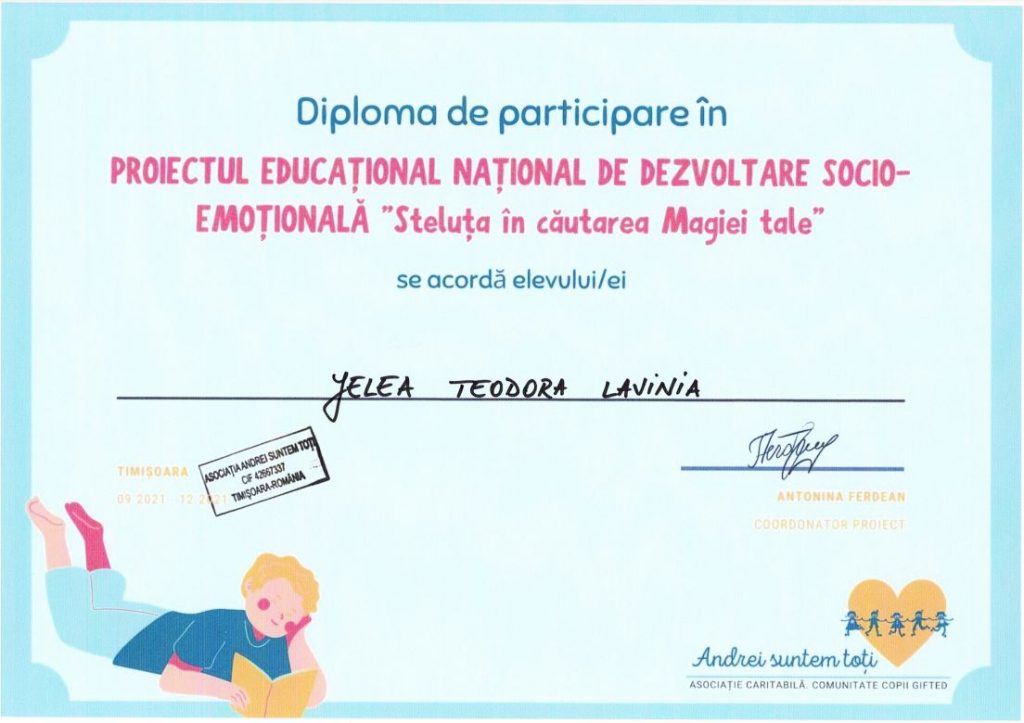 Diploma de participare în
PROIECTUL EDUCAȚIONAL NAȚIONAL DE DEZVOLTARE SOCIO-
EMOȚIONALĂ "Steluța în căutarea Magiei tale"
se acordă elevului/ei
YELEA TEODORA LAVINIA
TIMIȘOARA
09.2021 - 12.2021
ASOCIAȚIA ANDREI SUNTEM TOȚI
CIF 42667337
TIMIȘOARA-ROMÂNIA
ANTONINA FERDEAN
COORDONATOR PROIECT
Andrei suntem toți
ASOCIAȚIE CARITABILĂ. COMUNITATE COPII GIFTED